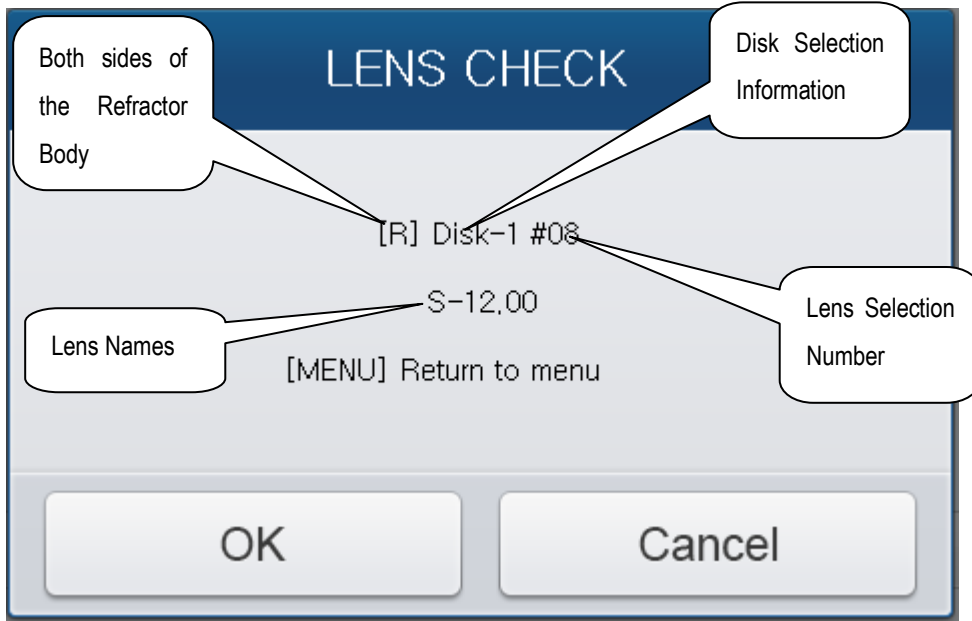 Both sides of
the Refractor
Body
LENS CHECK
Disk Selection
Information
[R] Disk-1 #08
S-12,00
Lens Names
[MENU] Return to menu
Lens Selection
Number
OK
Cancel